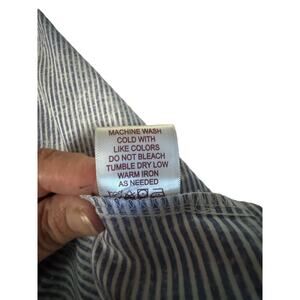 MACHINE WASH
COLD WITH
LIKE COLORS
DO NOT BLEACH
TUMBLE DRY LOW
WARM IRON
AS NEEDED